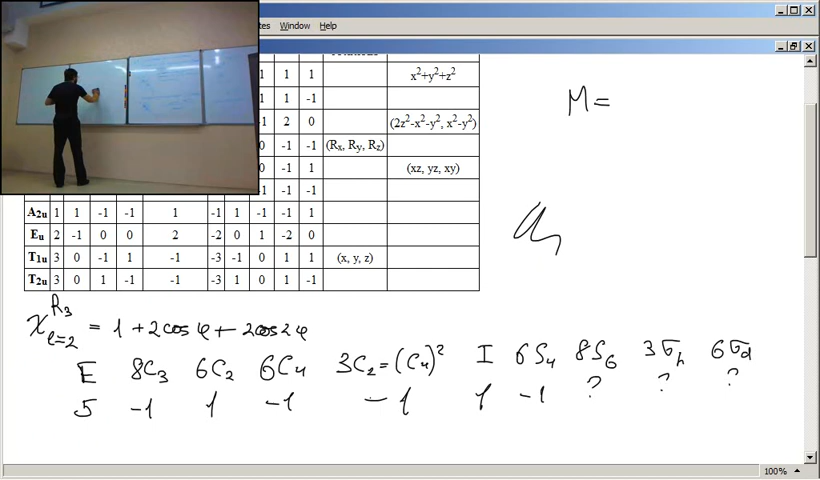 Window Help
M=
1 1 1 x²+y²+z²
1 1 -1
-1 2 0 (2z²-x²-y², x²-y²)
0 -1 -1 (Rx, Ry, Rz)
0 -1 1 (xz, yz, xy)
-1 -1 -1
A2u 1 1 -1 -1 1 -1 1 -1 -1 1
Eu 2 -1 0 0 2 -2 0 1 -2 0
T1u 3 0 -1 1 -1 -3 -1 0 1 1 (x, y, z)
T2u 3 0 1 -1 -1 -3 1 0 1 -1
χ R3 ℓ=2 = 1 + 2cosφ + 2cos2φ
E 8C3 6C2 6C4 3C2=(C4)² I 6S4 8S6 3σh 6σd
5 -1 1 -1 -1 1 -1 ? ? ?
100%